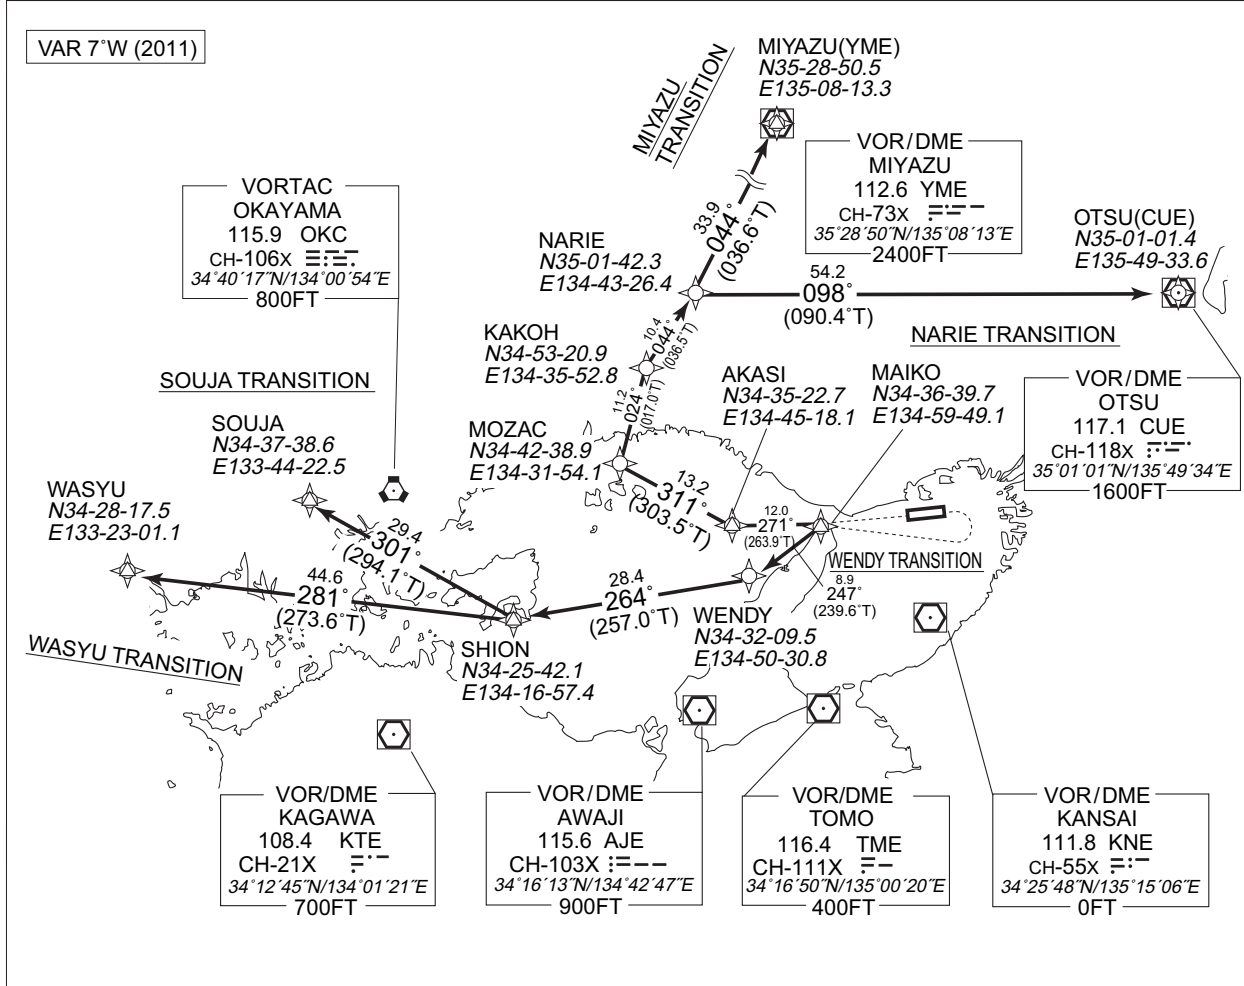 VAR 7°W (2011)
MIYAZU
TRANSITION
MIYAZU(YME)
N35-28-50.5
E135-08-13.3
VOR/DME
MIYAZU
112.6 YME
CH-73X
35°28′50″N/135°08′13″E
2400FT
VORTAC
OKAYAMA
115.9 OKC
CH-106X
34°40′17″N/134°00′54″E
800FT
OTSU(CUE)
N35-01-01.4
E135-49-33.6
NARIE
N35-01-42.3
E134-43-26.4
33.9
044°
(036.6°T)
54.2
098°
(090.4°T)
NARIE TRANSITION
KAKOH
N34-53-20.9
E134-35-52.8
10.4
044°
(036.5°T)
11.2
024°
(017.0°T)
SOUJA TRANSITION
SOUJA
N34-37-38.6
E133-44-22.5
MOZAC
N34-42-38.9
E134-31-54.1
AKASI
N34-35-22.7
E134-45-18.1
MAIKO
N34-36-39.7
E134-59-49.1
VOR/DME
OTSU
117.1 CUE
CH-118X
35°01′01″N/135°49′34″E
1600FT
WASYU
N34-28-17.5
E133-23-01.1
13.2
311°
(303.5°T)
12.0
271°
(263.9°T)
WENDY TRANSITION
8.9
247°
(239.6°T)
29.4
301°
(294.1°T)
44.6
281°
(273.6°T)
28.4
264°
(257.0°T)
WENDY
N34-32-09.5
E134-50-30.8
WASYU TRANSITION
SHION
N34-25-42.1
E134-16-57.4
VOR/DME
KAGAWA
108.4 KTE
CH-21X
34°12′45″N/134°01′21″E
700FT
VOR/DME
AWAJI
115.6 AJE
CH-103X
34°16′13″N/134°42′47″E
900FT
VOR/DME
TOMO
116.4 TME
CH-111X
34°16′50″N/135°00′20″E
400FT
VOR/DME
KANSAI
111.8 KNE
CH-55X
34°25′48″N/135°15′06″E
0FT